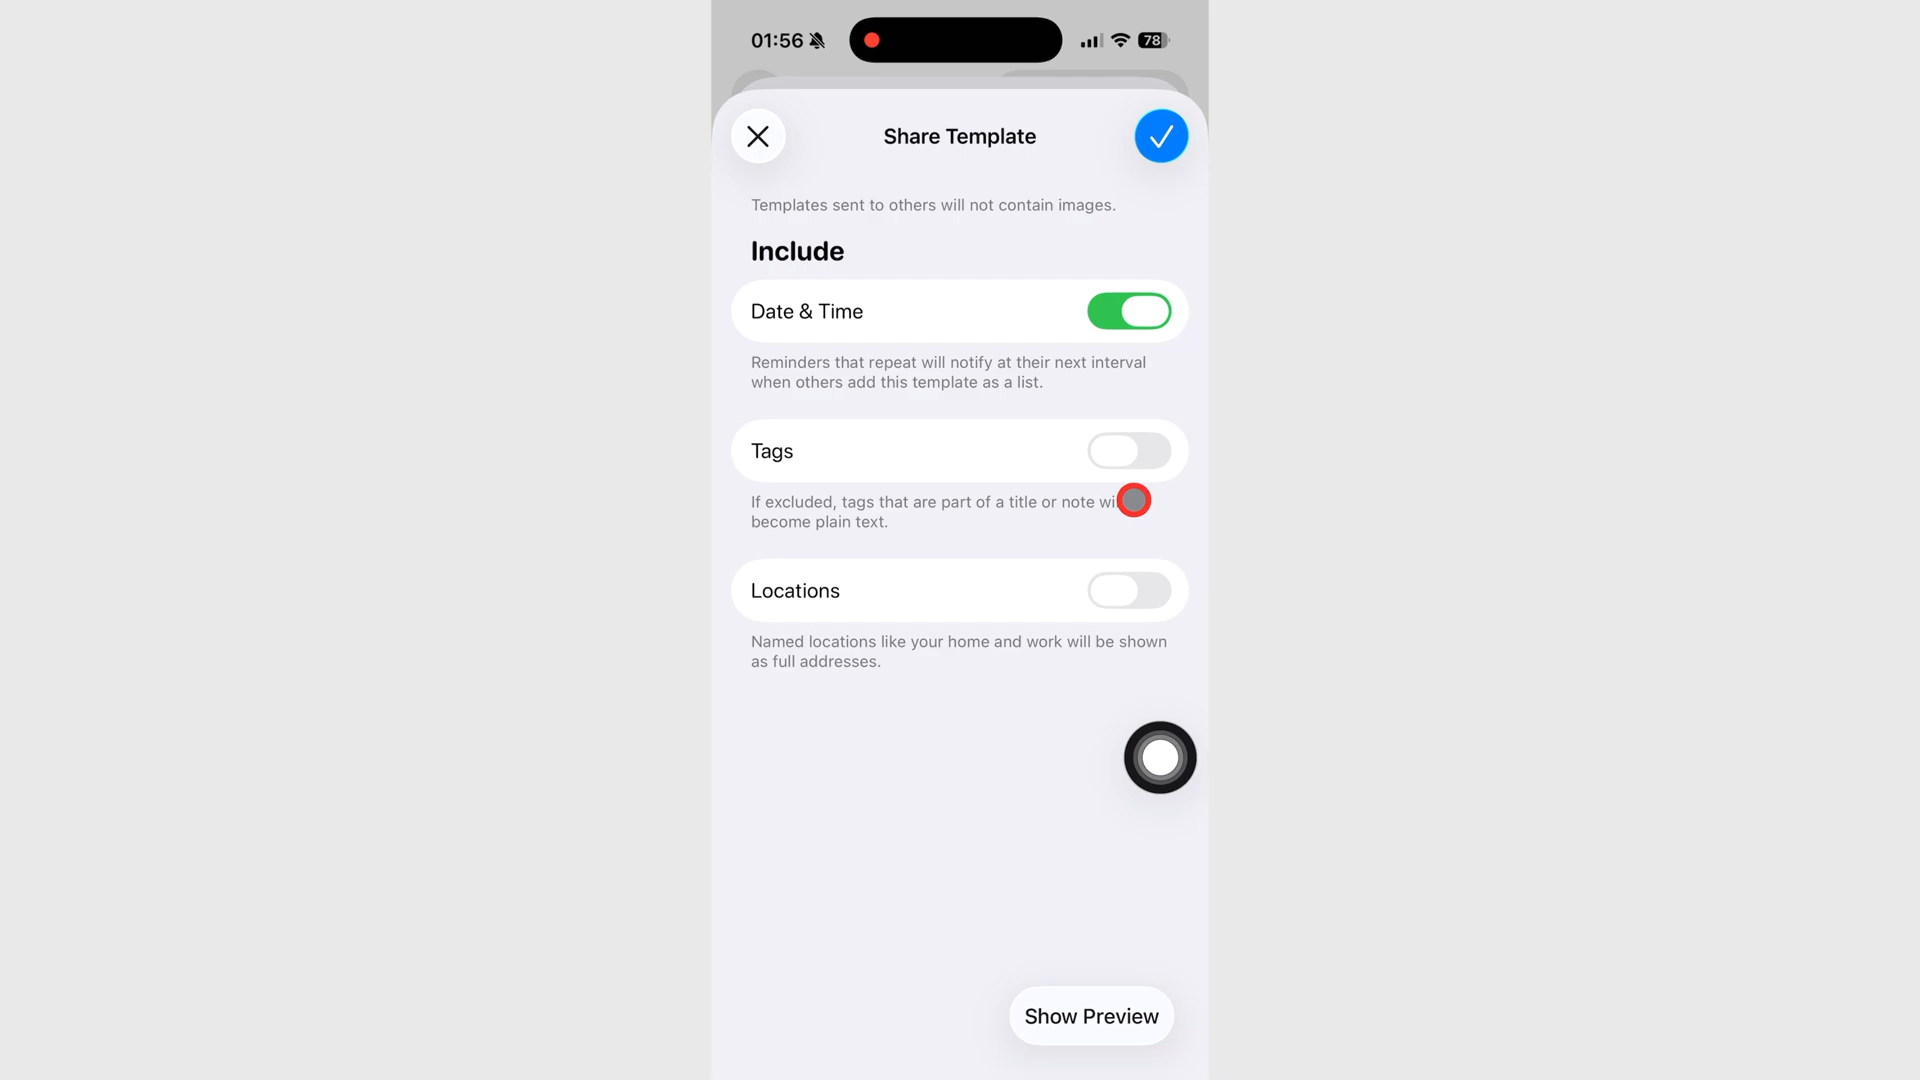 01:56
78
Share Template
Templates sent to others will not contain images.
Include
Date & Time
Reminders that repeat will notify at their next interval
when others add this template as a list.
Tags
If excluded, tags that are part of a title or note
become plain text.
Locations
Named locations like your home and work will be shown
as full addresses.
Show Preview